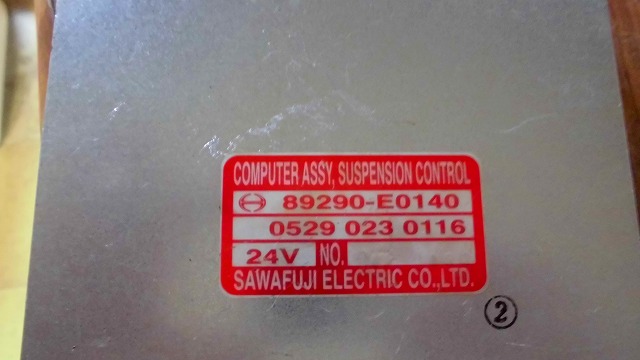 COMPUTER ASSY, SUSPENSION CONTROL
89290-E0140
0529 023 0116
24V NO.
SAWAFUJI ELECTRIC CO.,LTD.
2